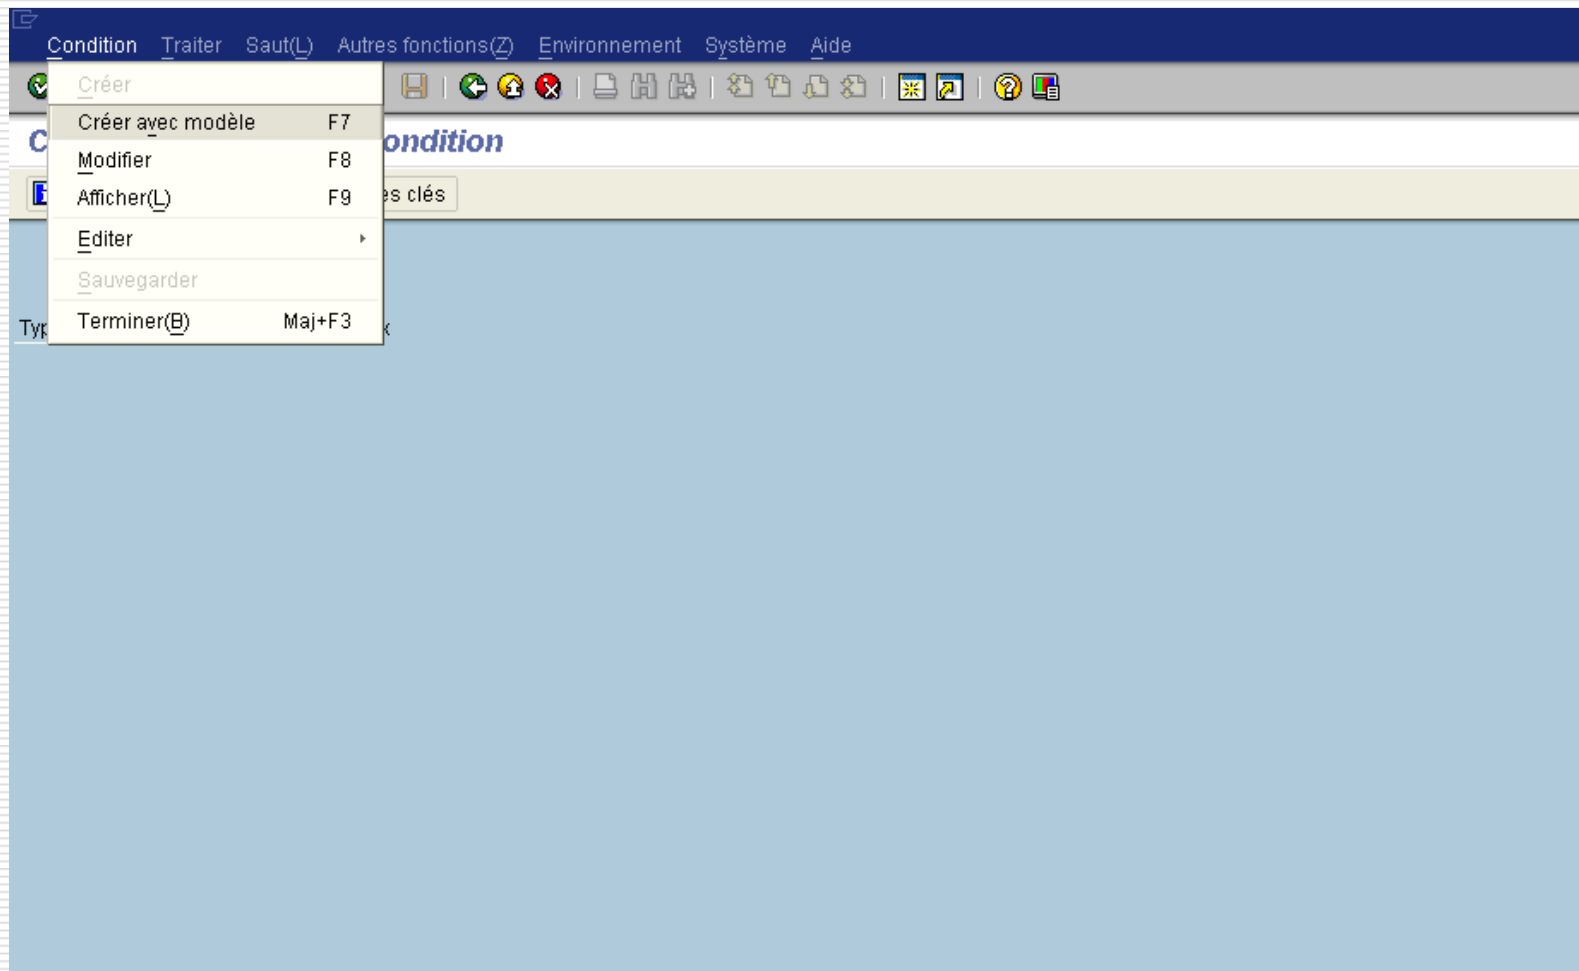 Condition Traiter Saut(L) Autres fonctions(Z) Environnement Système Aide
Créer
Créer avec modèle F7
ondition
Modifier F8
Afficher(L) F9
es clés
Editer
Sauvegarder
Terminer(B) Maj+F3
Typ